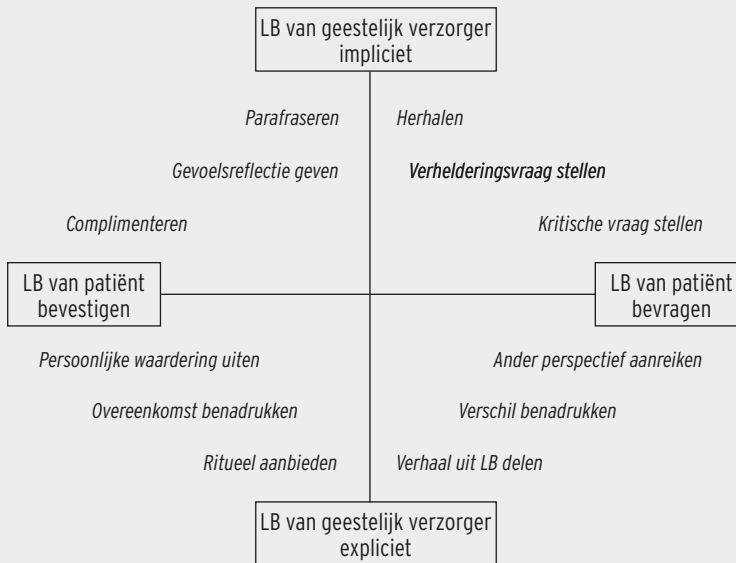 LB van geestelijk verzorger
impliciet
Parafraseren Herhalen
Gevoelsreflectie geven Verhelderingsvraag stellen
Complimenteren Kritische vraag stellen
LB van patiënt
bevestigen
LB van patiënt
bevragen
Persoonlijke waardering uiten Ander perspectief aanreiken
Overeenkomst benadrukken Verschil benadrukken
Ritueel aanbieden Verhaal uit LB delen
LB van geestelijk verzorger
expliciet